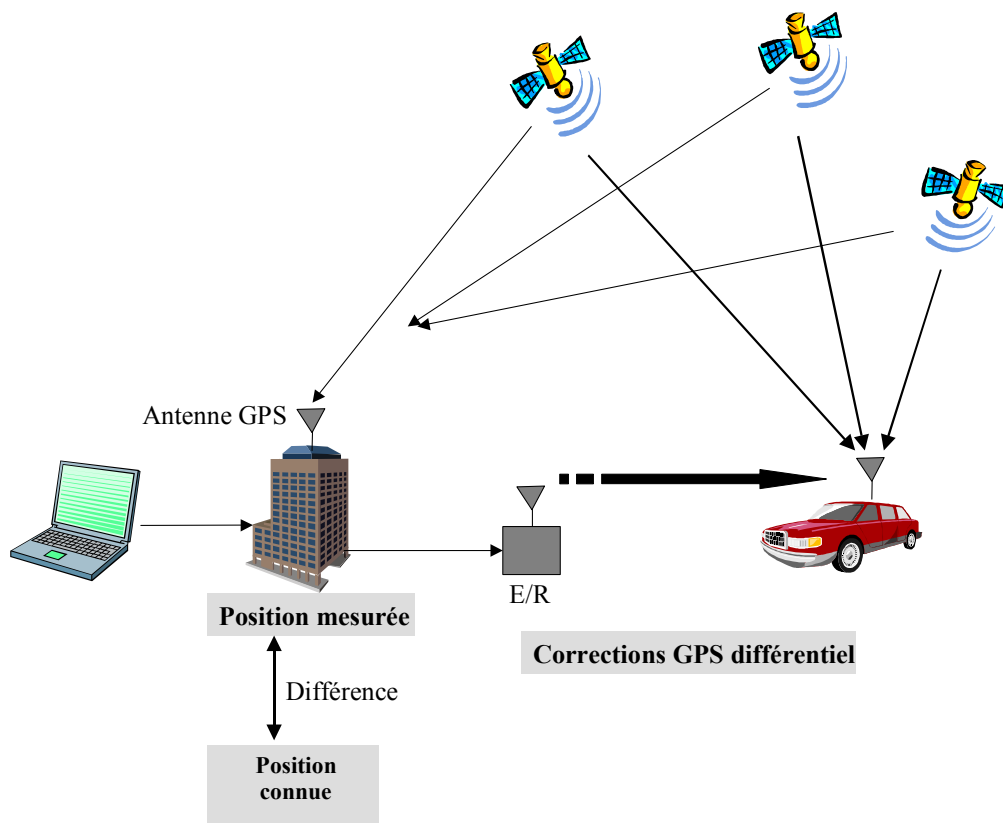 Antenne GPS
E/R
Position mesurée
Corrections GPS différentiel
Différence
Position
connue